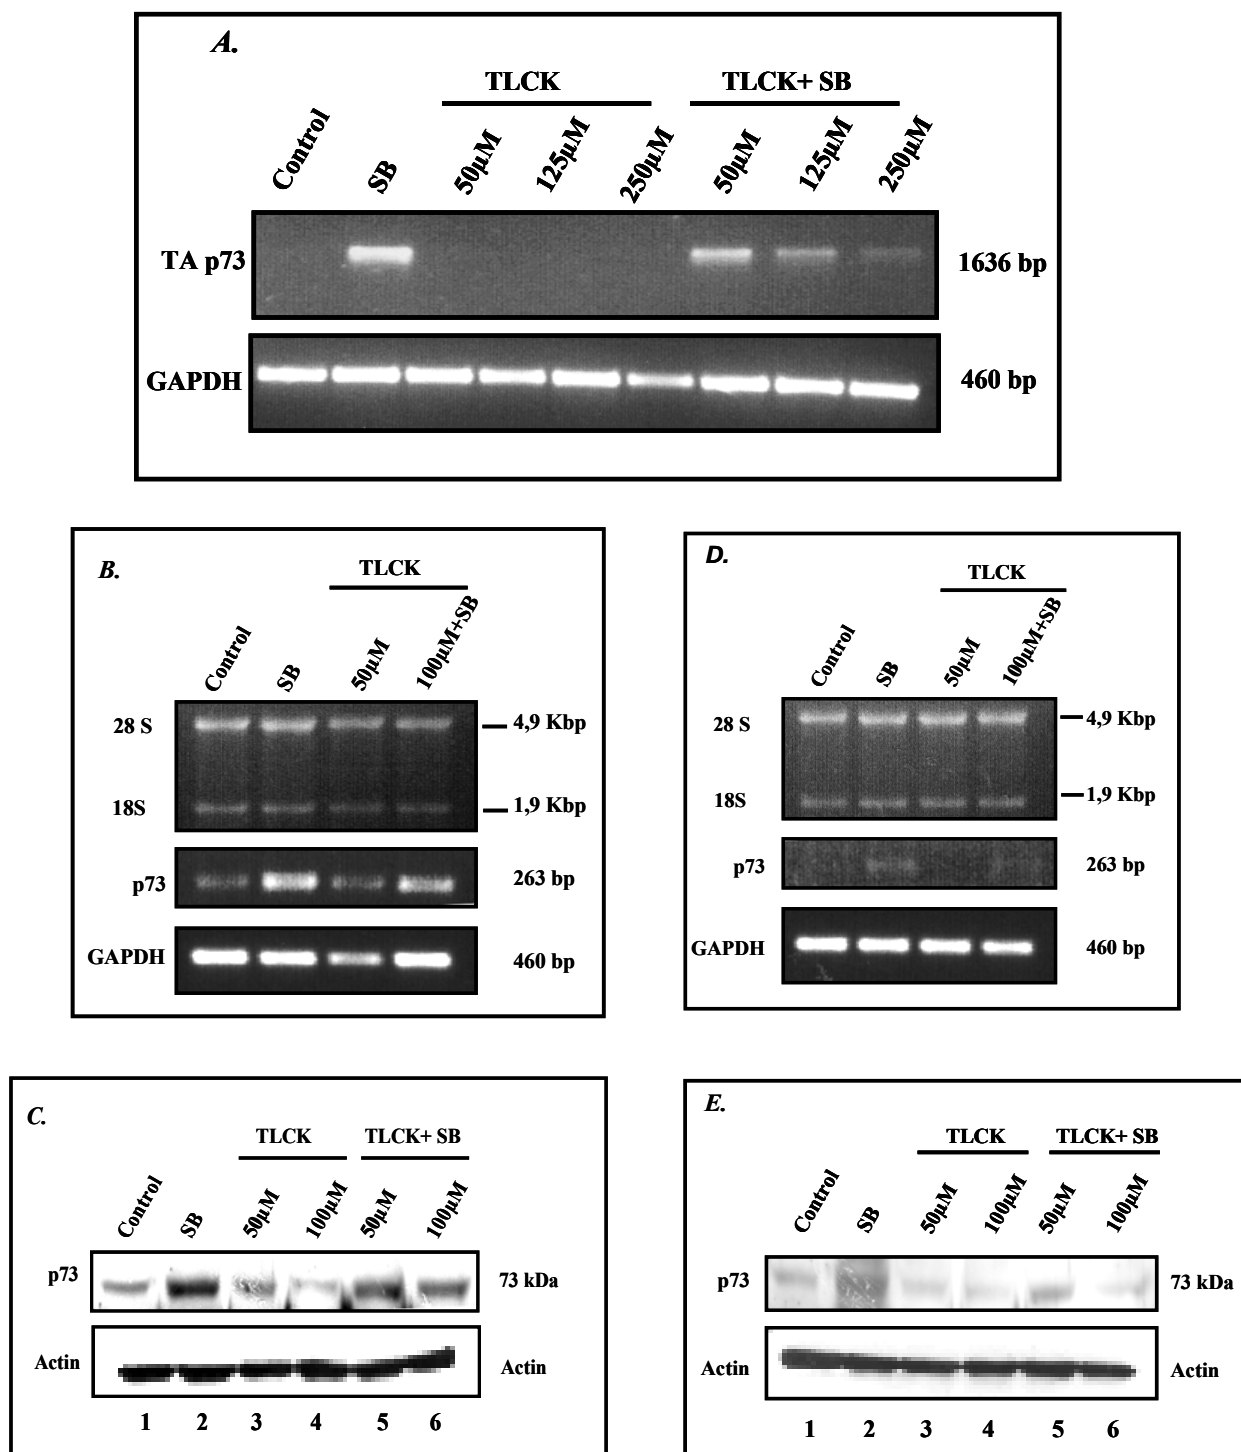 A.
TLCK TLCK+ SB
Control SB 50µM 125µM 250µM 50µM 125µM 250µM
TA p73 1636 bp
GAPDH 460 bp
B.
TLCK
Control SB 50µM 100µM+SB
28 S 4,9 Kbp
18S 1,9 Kbp
p73 263 bp
GAPDH 460 bp
D.
TLCK
Control SB 50µM 100µM+SB
28 S 4,9 Kbp
18S 1,9 Kbp
p73 263 bp
GAPDH 460 bp
C.
TLCK TLCK+ SB
Control SB 50µM 100µM 50µM 100µM
p73 73 kDa
Actin Actin
1 2 3 4 5 6
E.
TLCK TLCK+ SB
Control SB 50µM 100µM 50µM 100µM
p73 73 kDa
Actin Actin
1 2 3 4 5 6